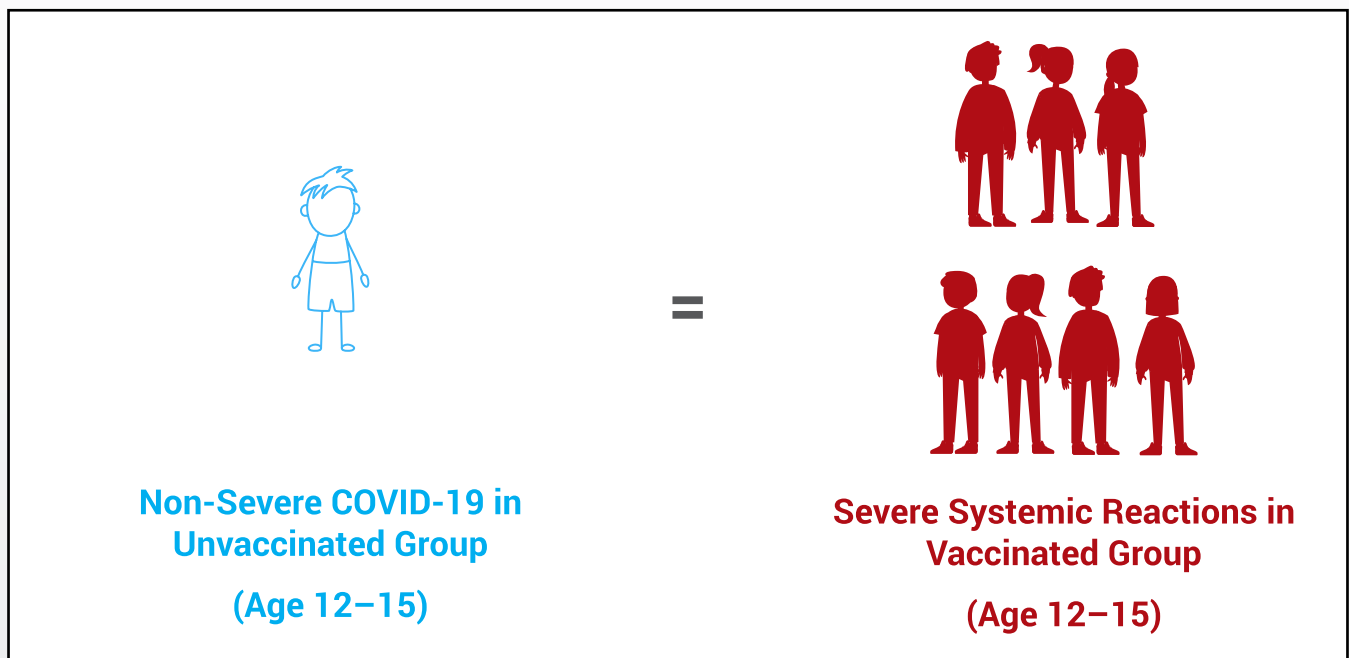 =
Non-Severe COVID-19 in
Unvaccinated Group
(Age 12–15)
Severe Systemic Reactions in
Vaccinated Group
(Age 12–15)